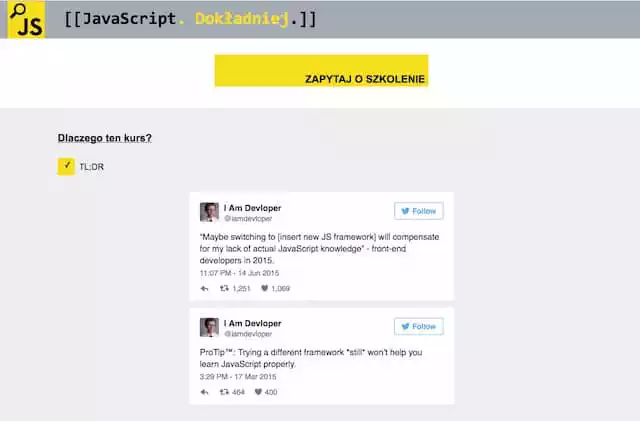 JS
[[JavaScript. Dokładniej.]]
ZAPYTAJ O SZKOLENIE
Dlaczego ten kurs?
✓ TL;DR
I Am Devloper
@iamdevloper
Follow
"Maybe switching to [insert new JS framework] will compensate
for my lack of actual JavaScript knowledge" - front-end
developers in 2015.
11:07 PM - 14 Jun 2015
1,251 1,069
I Am Devloper
@iamdevloper
Follow
ProTip™: Trying a different framework *still* won't help you
learn JavaScript properly.
3:29 PM - 17 Mar 2015
464 400